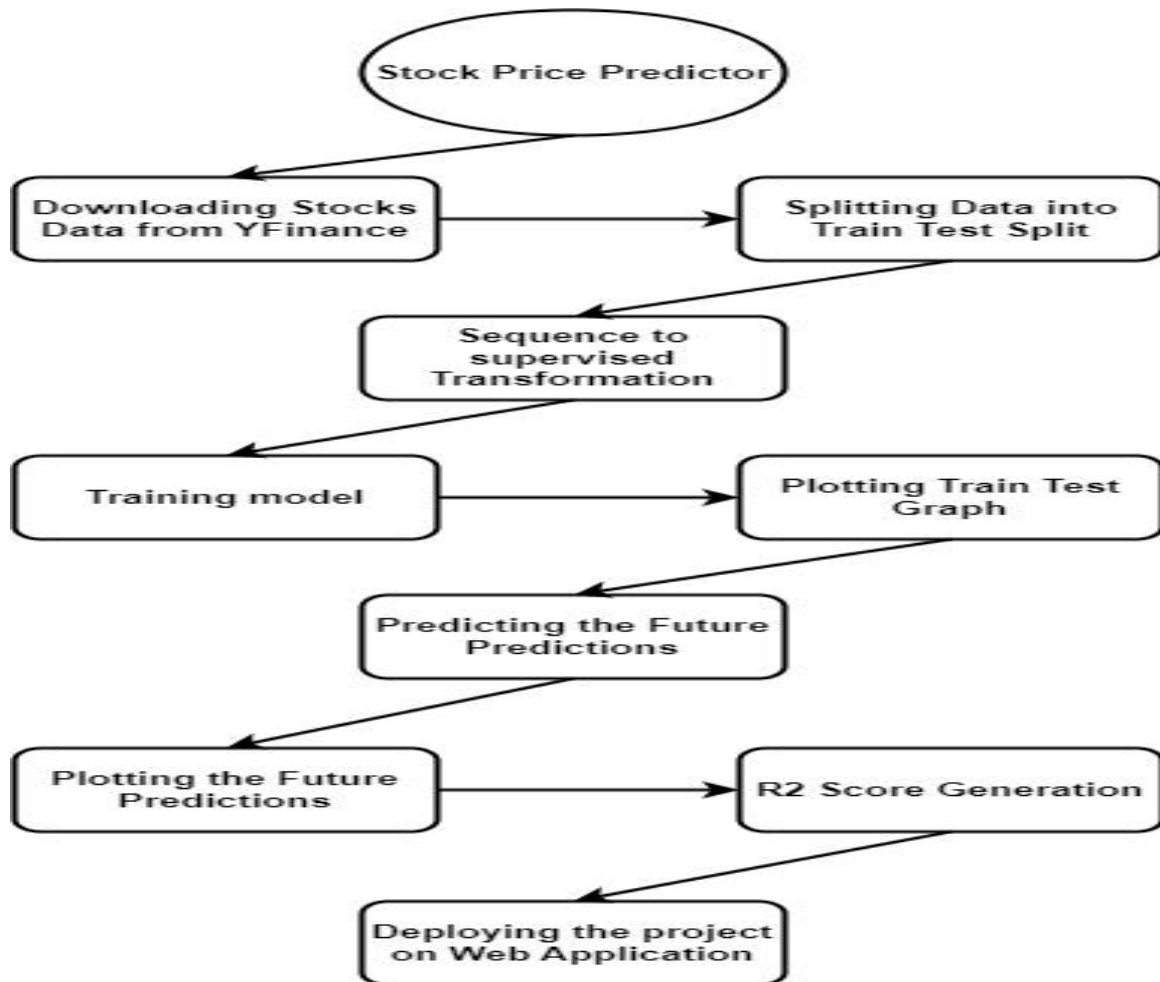 Stock Price Predictor
Downloading Stocks
Data from YFinance
Splitting Data into
Train Test Split
Sequence to
supervised
Transformation
Training model
Plotting Train Test
Graph
Predicting the Future
Predictions
Plotting the Future
Predictions
R2 Score Generation
Deploying the project
on Web Application